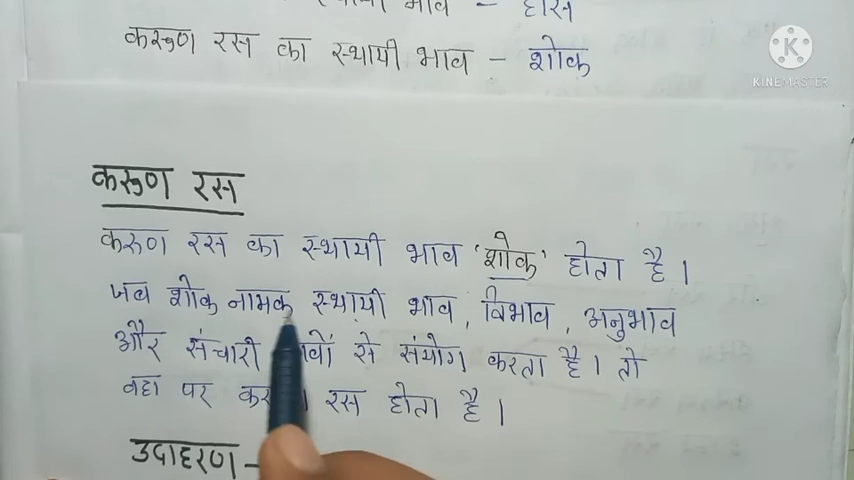 स्थायी भाव - हास
करुण रस का स्थायी भाव - शोक
KINEMASTER
करुण रस
करुण रस का स्थायी भाव 'शोक' होता है।
जब शोक नामक स्थायी भाव, विभाव, अनुभाव
और संचारी से संयोग करता है। तो
वहा पर रस होता है।
उदाहरण-